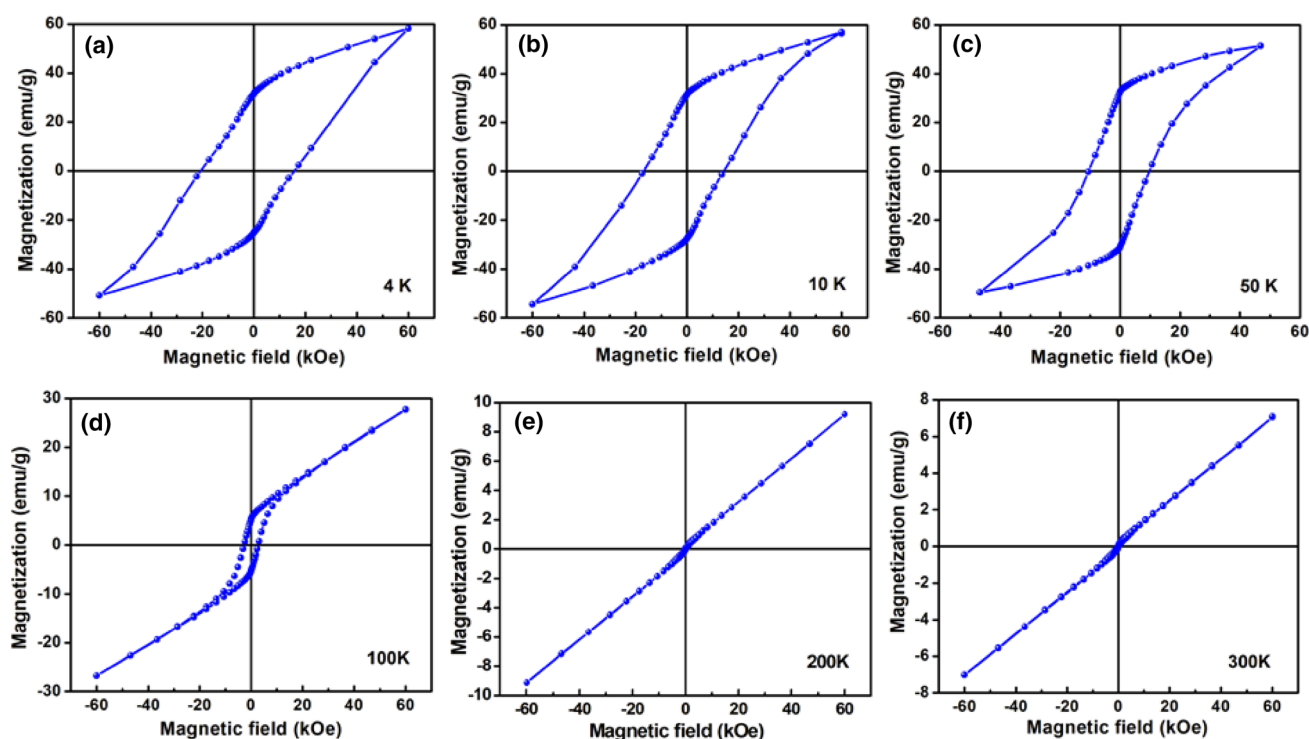 (a)
Magnetization (emu/g)
60
40
20
0
-20
-40
-60
-60 -40 -20 0 20 40 60
Magnetic field (kOe)
4 K
(b)
Magnetization (emu/g)
60
40
20
0
-20
-40
-60
-60 -40 -20 0 20 40 60
Magnetic field (kOe)
10 K
(c)
Magnetization (emu/g)
60
40
20
0
-20
-40
-60
-60 -40 -20 0 20 40 60
Magnetic field (kOe)
50 K
(d)
Magnetization (emu/g)
30
20
10
0
-10
-20
-30
-60 -40 -20 0 20 40 60
Magnetic field (kOe)
100K
(e)
Magnetization (emu/g)
10
8
6
4
2
0
-2
-4
-6
-8
-10
-60 -40 -20 0 20 40 60
Magnetic field (kOe)
200K
(f)
Magnetization (emu/g)
8
6
4
2
0
-2
-4
-6
-8
-60 -40 -20 0 20 40 60
Magnetic field (kOe)
300K